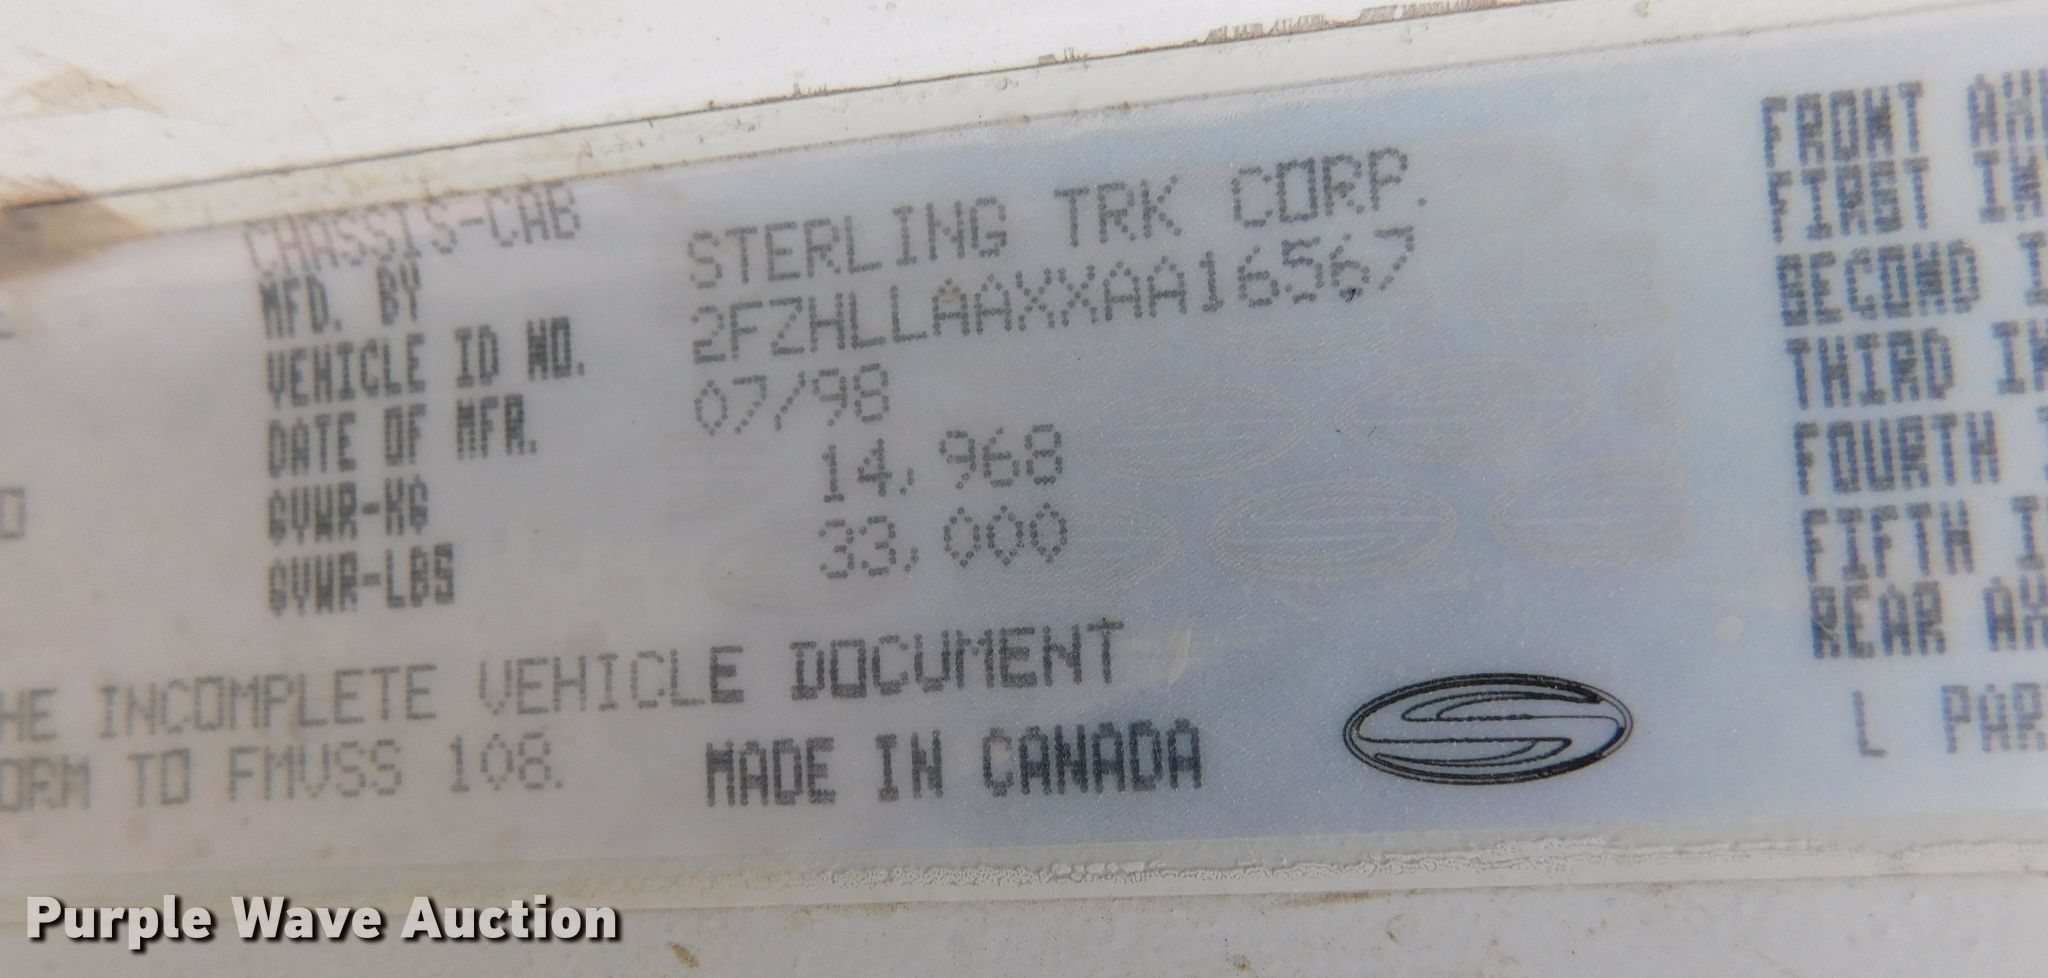 CHASSIS-CAB
MFD. BY STERLING TRK CORP.
VEHICLE ID NO. 2FZHLLAAXXAA16567
DATE OF MFR. 07/98
GVWR-KG 14,968
GVWR-LBS 33,000
HE INCOMPLETE VEHICLE DOCUMENT
ORM TO FMVSS 108. MADE IN CANADA
FRONT AX
FIRST IN
SECOND I
THIRD IN
FOURTH I
FIFTH I
REAR AX
L PAR
Purple Wave Auction